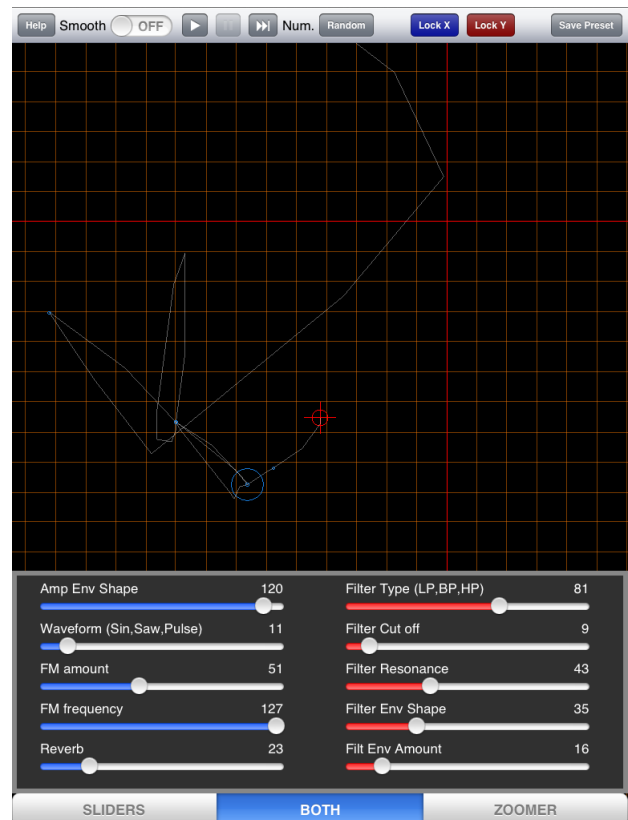 Help Smooth OFF Num. Random Lock X Lock Y Save Preset
Amp Env Shape 120 Filter Type (LP,BP,HP) 81
Waveform (Sin,Saw,Pulse) 11 Filter Cut off 9
FM amount 51 Filter Resonance 43
FM frequency 127 Filter Env Shape 35
Reverb 23 Filt Env Amount 16
SLIDERS BOTH ZOOMER